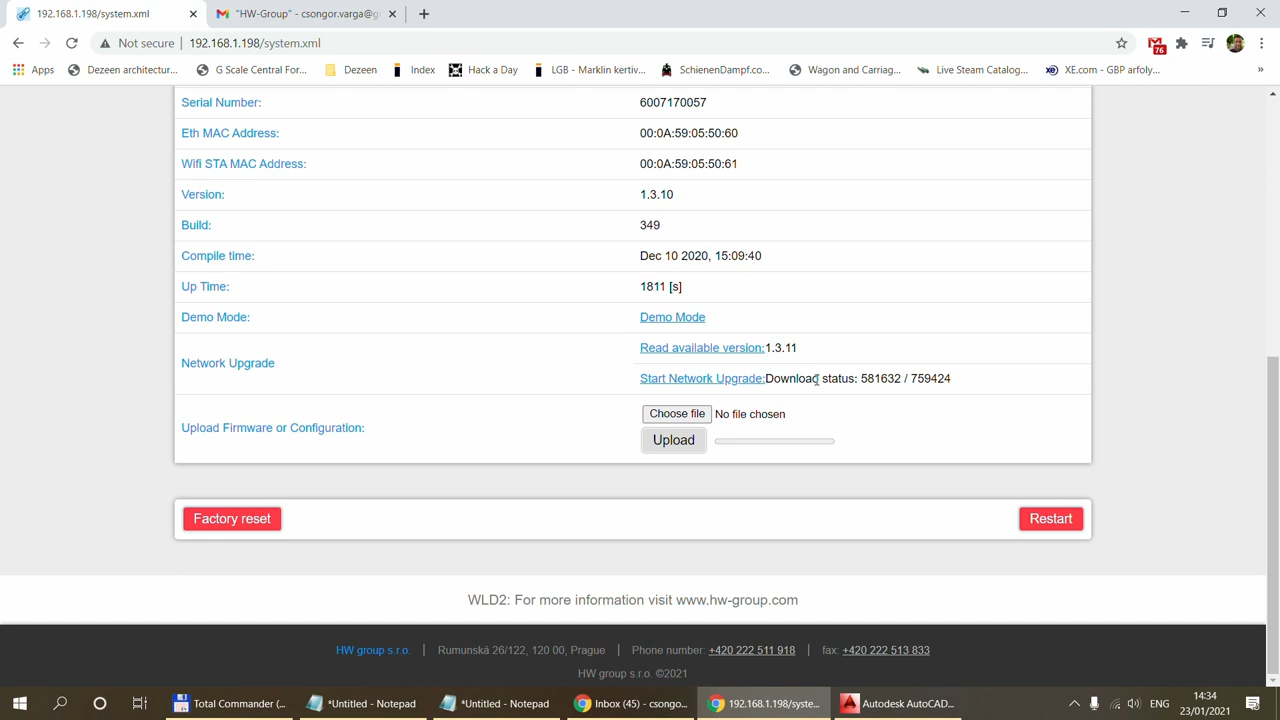 192.168.1.198/system.xml
"HW-Group" - csongor.varga@g
Not secure
192.168.1.198/system.xml
76
Apps
Dezeen architectur...
G Scale Central For...
Dezeen
Index
Hack a Day
LGB - Marklin kertiv...
SchienenDampf.co...
Wagon and Carriag...
Live Steam Catalog...
XE.com - GBP arfoly...
»
Serial Number: 6007170057
Eth MAC Address: 00:0A:59:05:50:60
Wifi STA MAC Address: 00:0A:59:05:50:61
Version: 1.3.10
Build: 349
Compile time: Dec 10 2020, 15:09:40
Up Time: 1811 [s]
Demo Mode: Demo Mode
Network Upgrade
Read available version:1.3.11
Start Network Upgrade:Download status: 581632 / 759424
Upload Firmware or Configuration:
Choose file No file chosen
Upload
Factory reset
Restart
WLD2: For more information visit www.hw-group.com
HW group s.r.o. | Rumunská 26/122, 120 00, Prague | Phone number: +420 222 511 918 | fax: +420 222 513 833
HW group s.r.o. ©2021
Total Commander (...
*Untitled - Notepad
*Untitled - Notepad
Inbox (45) - csongo...
192.168.1.198/syste...
Autodesk AutoCAD...
ENG
14:34
23/01/2021